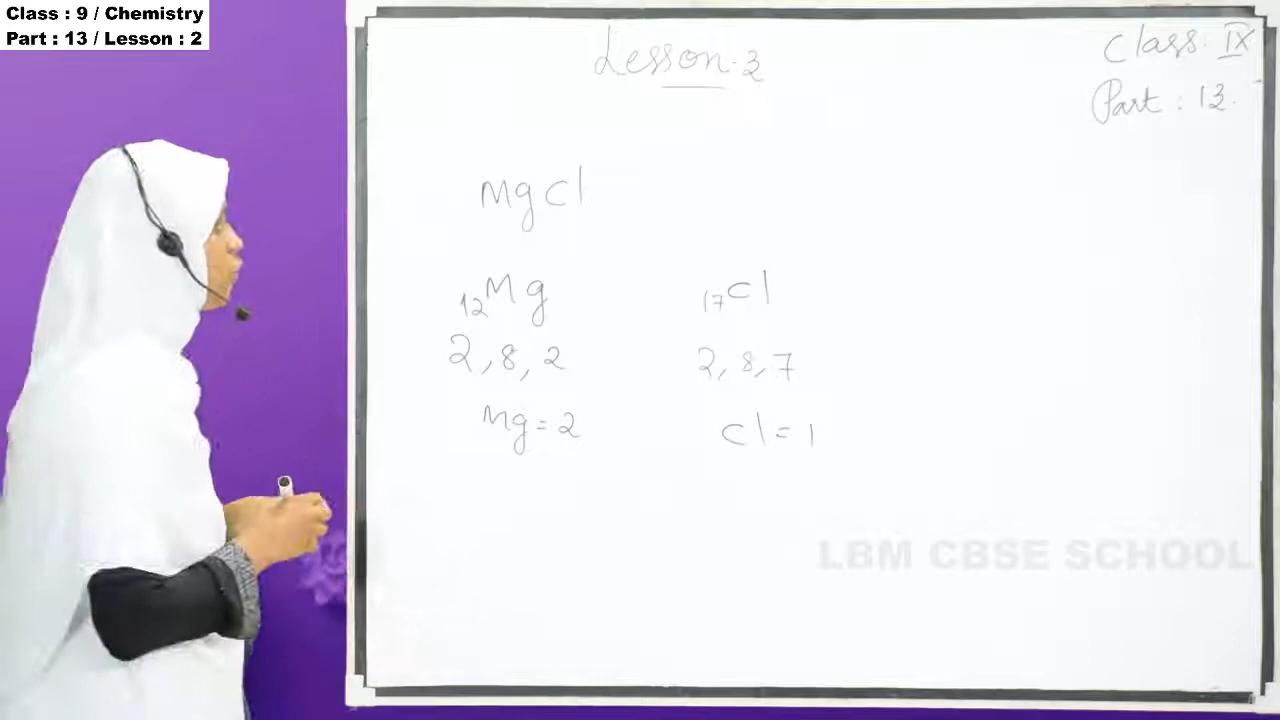 Class : 9 / Chemistry
Part : 13 / Lesson : 2
Lesson. 2
Class: IX
Part : 13.
MgCl
12Mg 17Cl
2, 8, 2 2, 8, 7
Mg = 2 Cl = 1
LBM CBSE SCHOOL